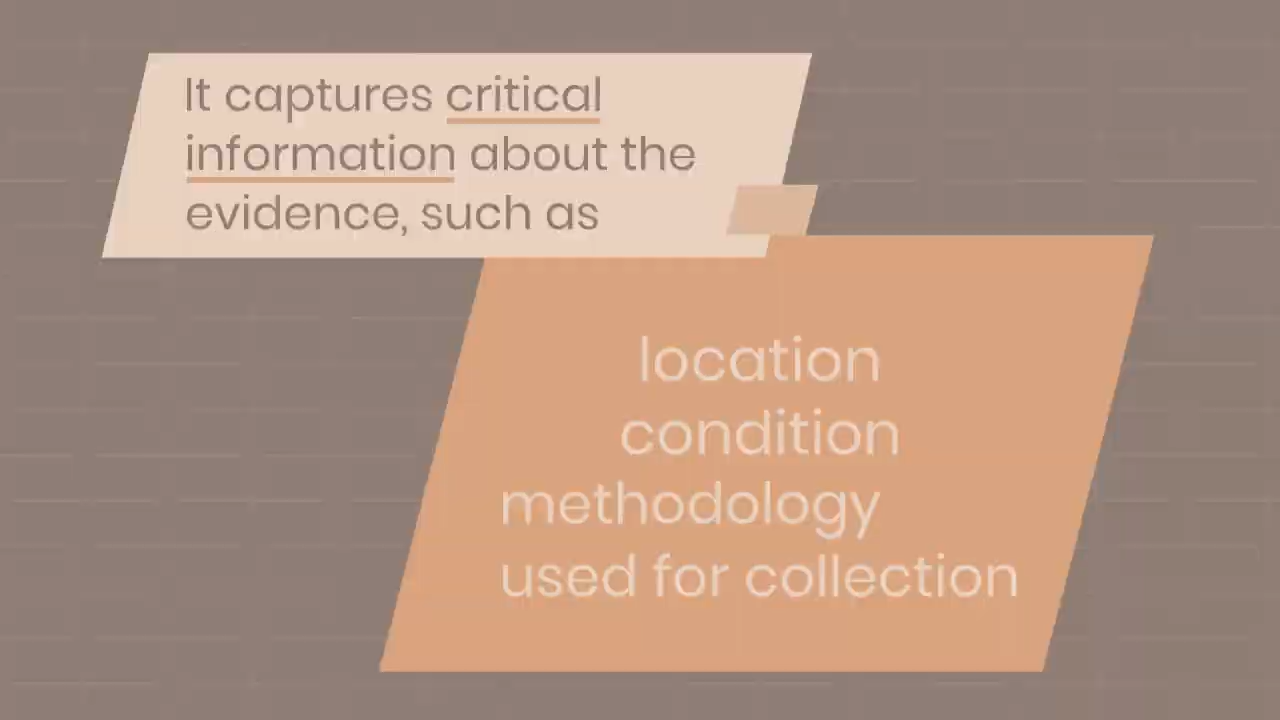 It captures critical
information about the
evidence, such as
location
condition
methodology
used for collection